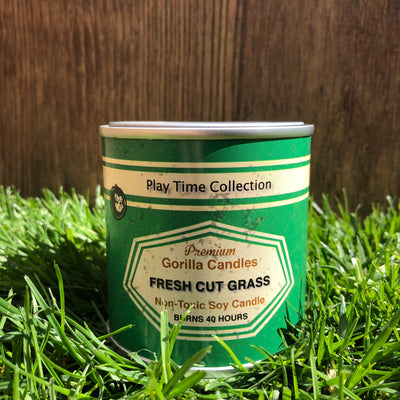 Play Time Collection
Premium
Gorilla Candles
FRESH CUT GRASS
Non-Toxic Soy Candle
BURNS 40 HOURS